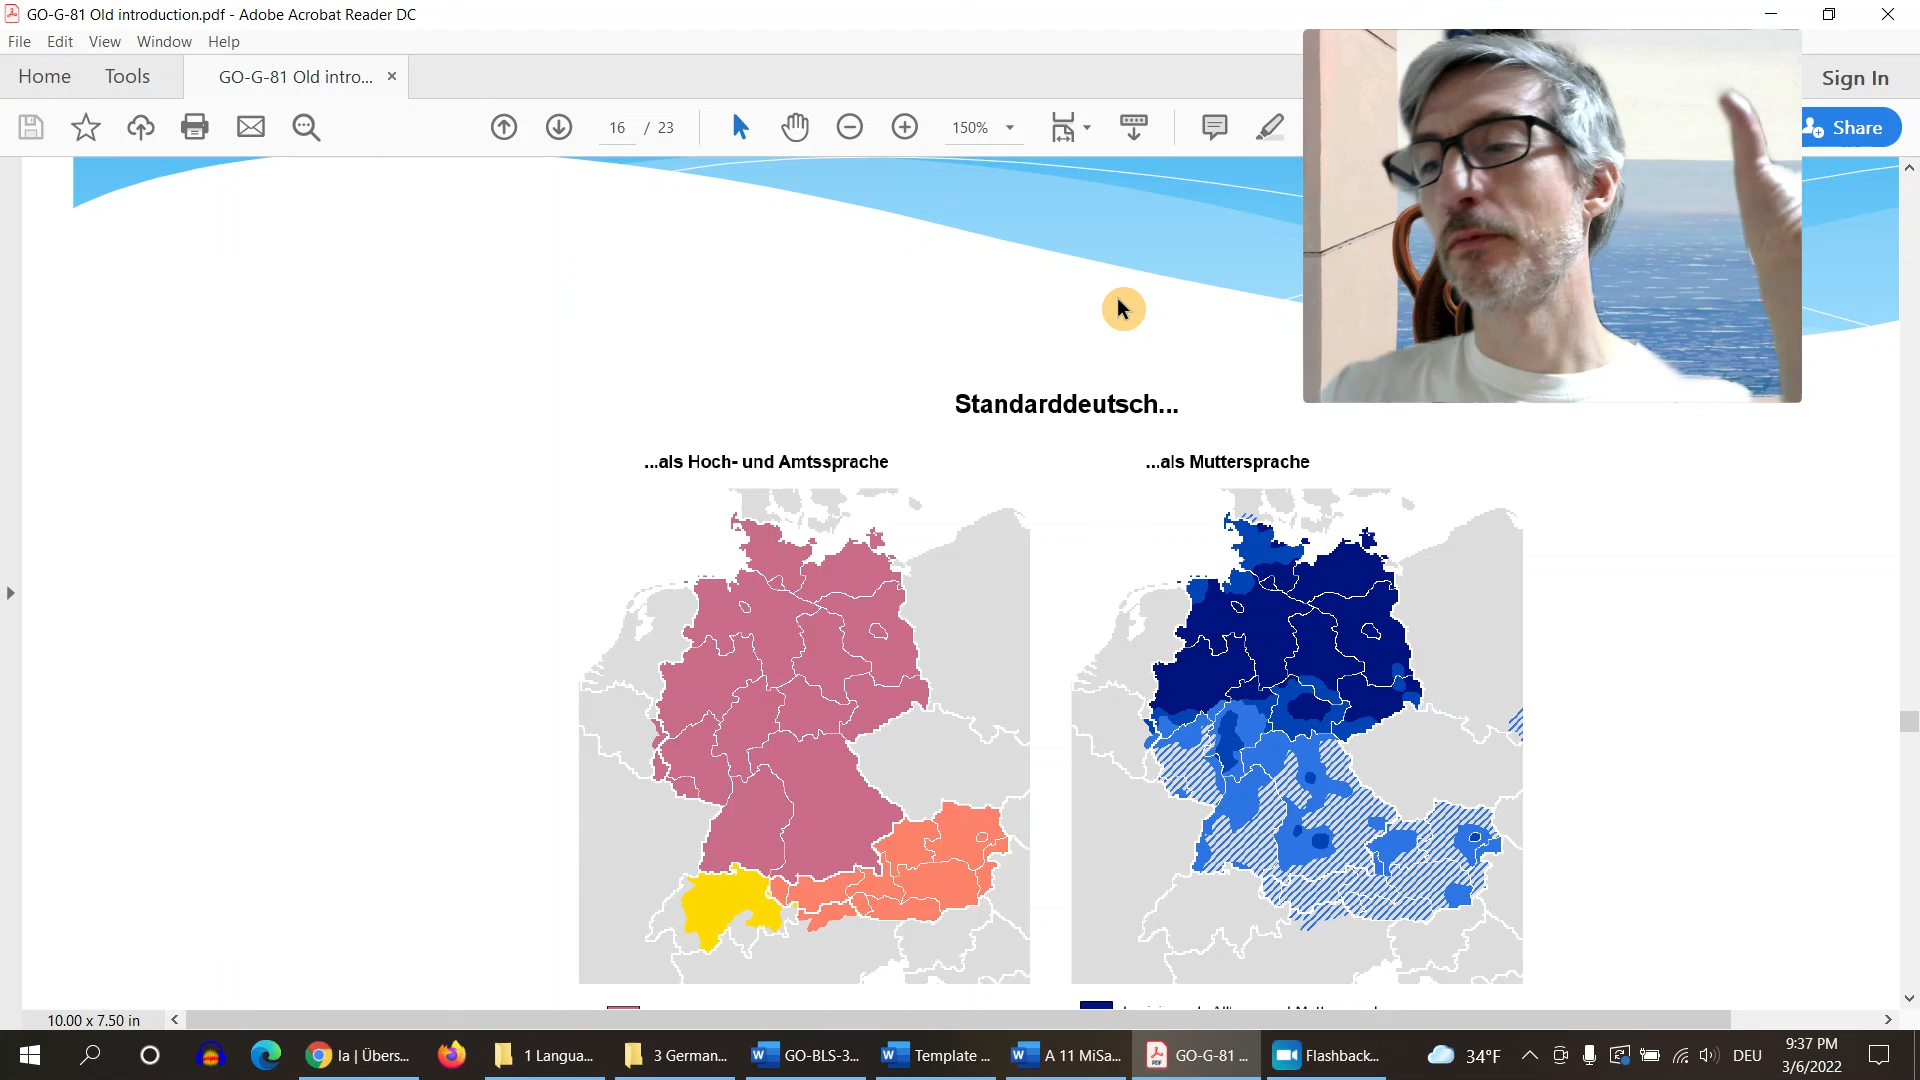 GO-G-81 Old introduction.pdf - Adobe Acrobat Reader DC
File Edit View Window Help
Home Tools GO-G-81 Old intro... × Sign In
16 / 23 150% Share
Standarddeutsch...
...als Hoch- und Amtssprache ...als Muttersprache
10.00 x 7.50 in
la | Übers... 1 Langua... 3 German... GO-BLS-3... Template ... A 11 MiSa... GO-G-81 ... Flashback... 34°F DEU 9:37 PM
3/6/2022